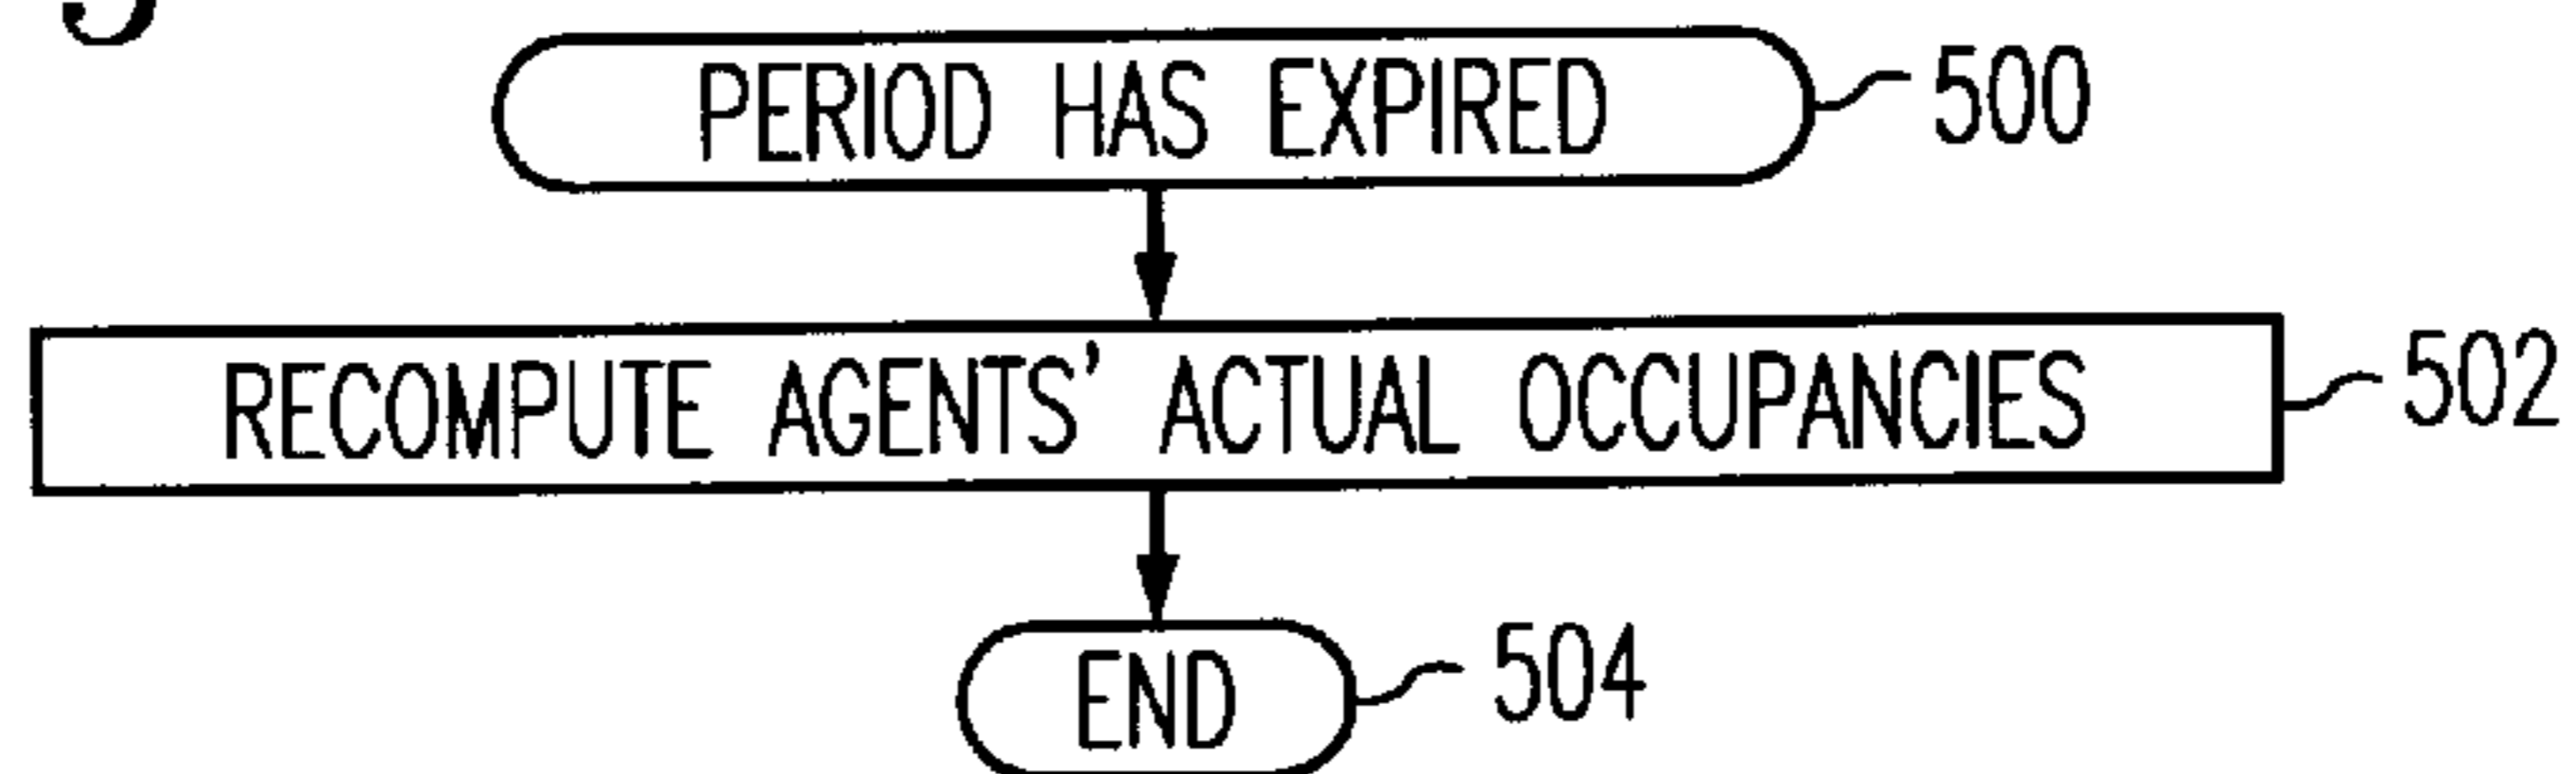 PERIOD HAS EXPIRED 500
RECOMPUTE AGENTS' ACTUAL OCCUPANCIES 502
END 504